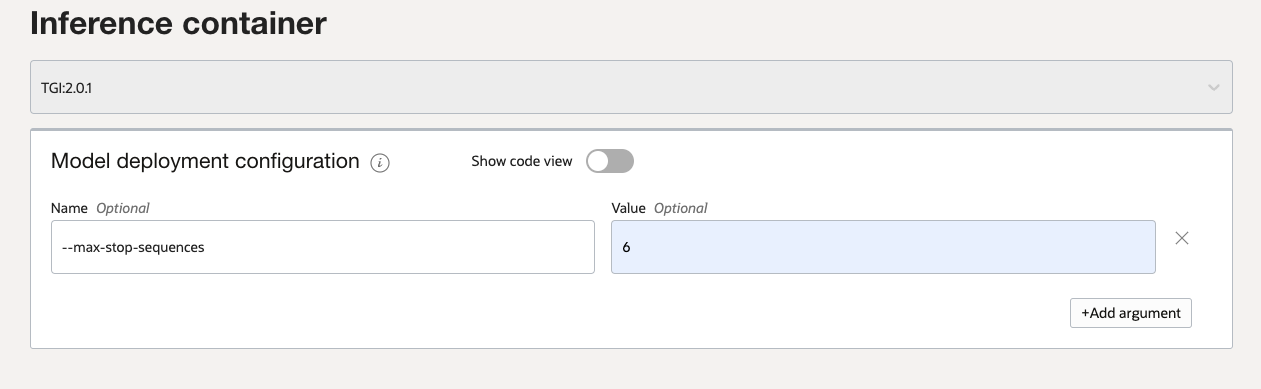 Inference container
TGI:2.0.1
Model deployment configuration i Show code view
Name Optional Value Optional
--max-stop-sequences 6
+Add argument